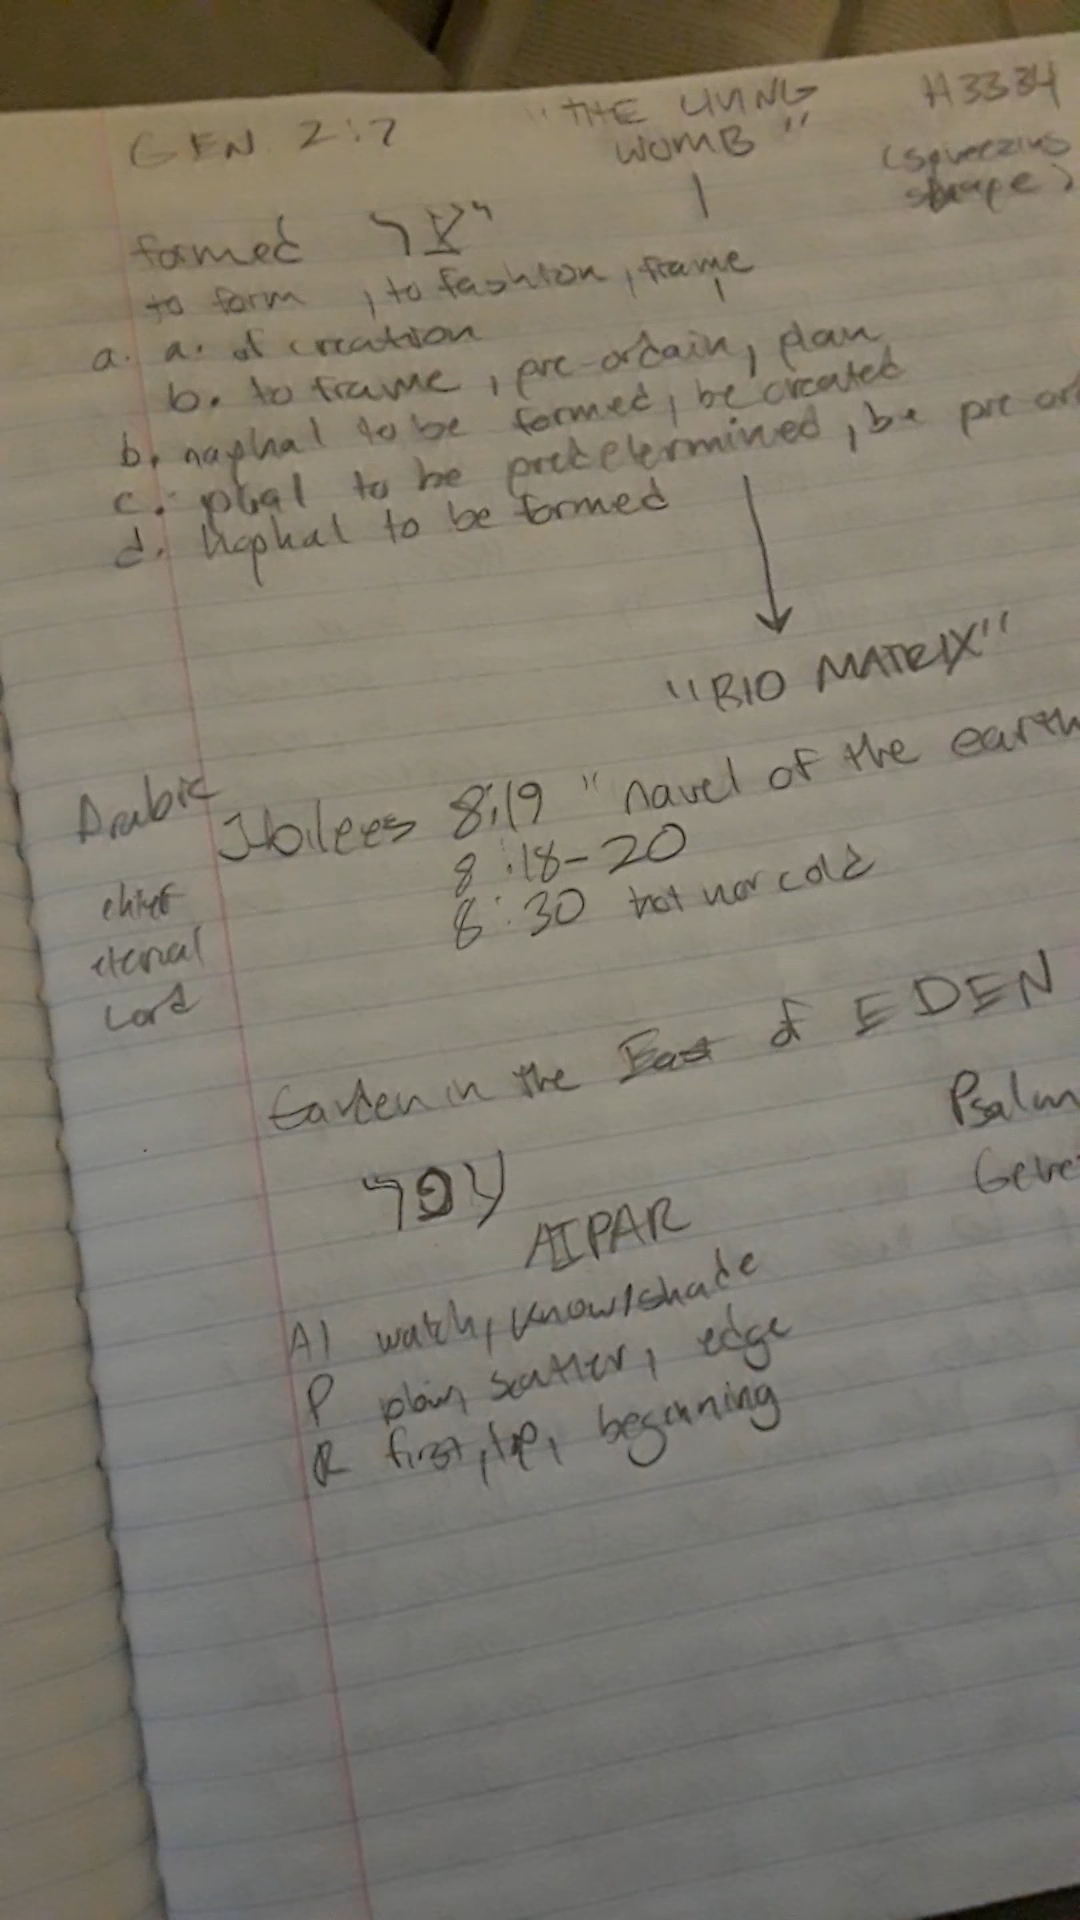 GEN 2:7 "THE LIVING WOMB" H3334
(squeezing shape)
formed יצר
to form, to fashion, frame
a. a. of creation
b. to frame, pre-ordain, plan
b. naphal to be formed, be created
c. pual to be predetermined, be pre or
d. hophal to be formed
"BIO MATRIX"
Arabic
Jubilees 8:19 "navel of the earth
8:18-20
8:30 hot nor cold
chief
eternal
Lord
Garden in the East of EDEN
Psalm
עפר
AIPAR
AI watch, know/shade
P plow, scatter, edge
R first, top, beginning